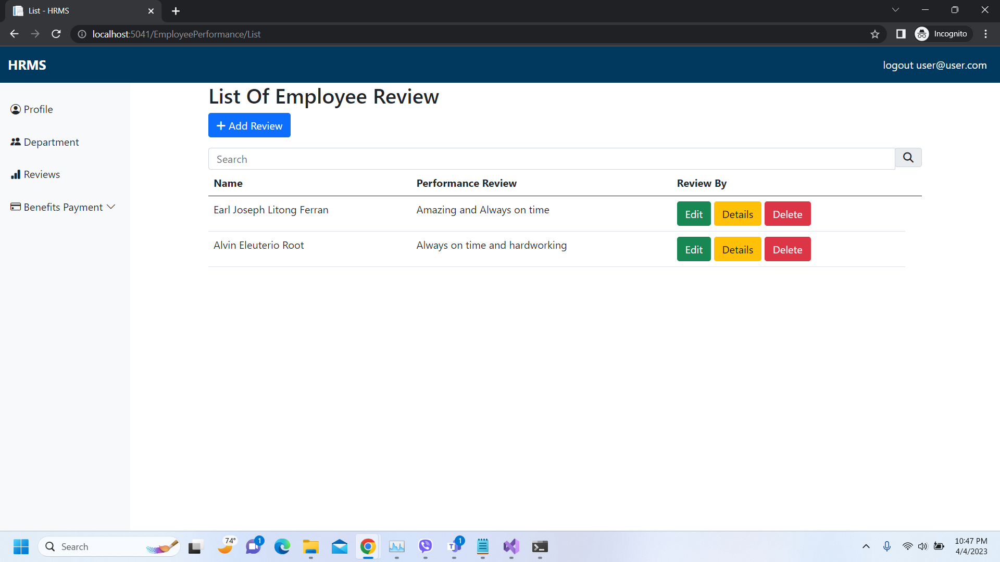 List - HRMS
localhost:5041/EmployeePerformance/List
Incognito
HRMS
logout user@user.com
Profile
Department
Reviews
Benefits Payment
List Of Employee Review
Add Review
Search
Name Performance Review Review By
Earl Joseph Litong Ferran Amazing and Always on time Edit Details Delete
Alvin Eleuterio Root Always on time and hardworking Edit Details Delete
Search
74°
1
1
10:47 PM
4/4/2023